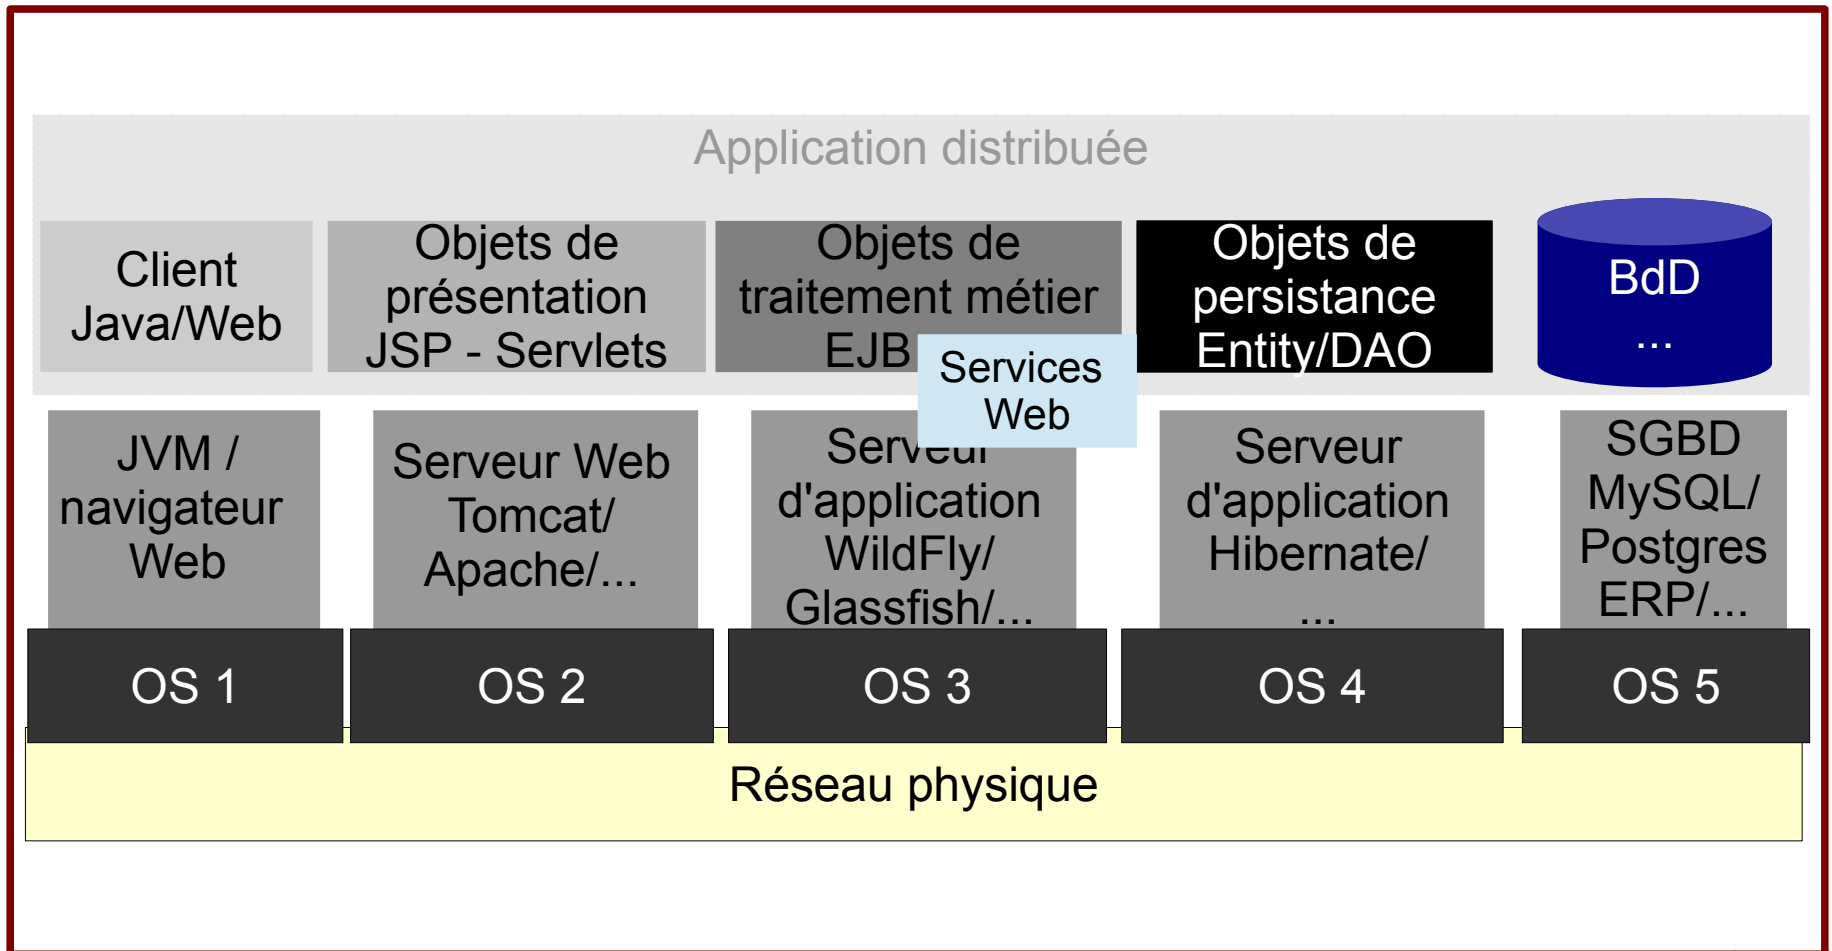 Application distribuée
Client
Java/Web
Objets de
présentation
JSP - Servlets
Objets de
traitement métier
EJB
Services
Web
Objets de
persistance
Entity/DAO
BdD
...
JVM /
navigateur
Web
Serveur Web
Tomcat/
Apache/...
Serveur
d'application
WildFly/
Glassfish/...
Serveur
d'application
Hibernate/
...
SGBD
MySQL/
Postgres
ERP/...
OS 1
OS 2
OS 3
OS 4
OS 5
Réseau physique